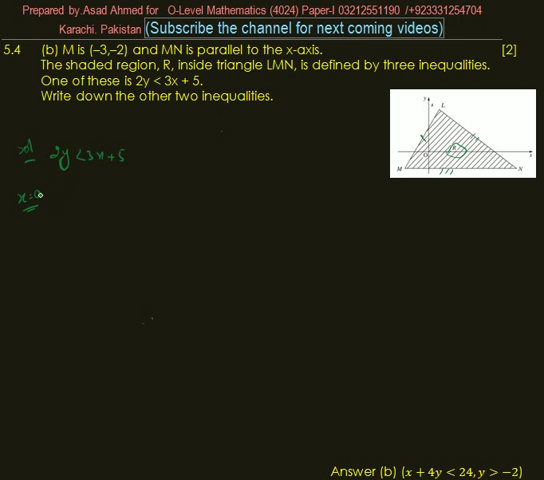 Prepared by.Asad Ahmed for O-Level Mathematics (4024) Paper-I 03212551190 /+923331254704
Karachi. Pakistan (Subscribe the channel for next coming videos)
5.4 (b) M is (–3,–2) and MN is parallel to the x-axis. [2]
The shaded region, R, inside triangle LMN, is defined by three inequalities.
One of these is 2y < 3x + 5.
Write down the other two inequalities.
y
L
R
O
x
M
N
sol 2y < 3x + 5
x=0
Answer (b) (x + 4y < 24, y > −2)